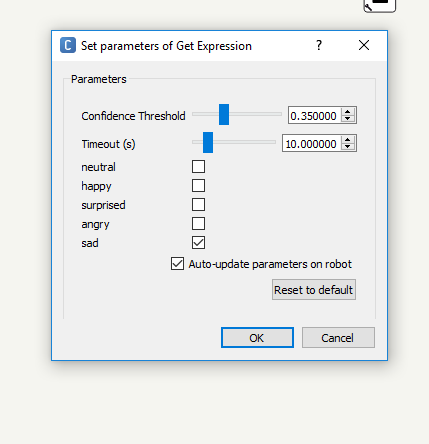 C Set parameters of Get Expression ?
Parameters
Confidence Threshold 0.350000
Timeout (s) 10.000000
neutral
happy
surprised
angry
sad
Auto-update parameters on robot
Reset to default
OK Cancel